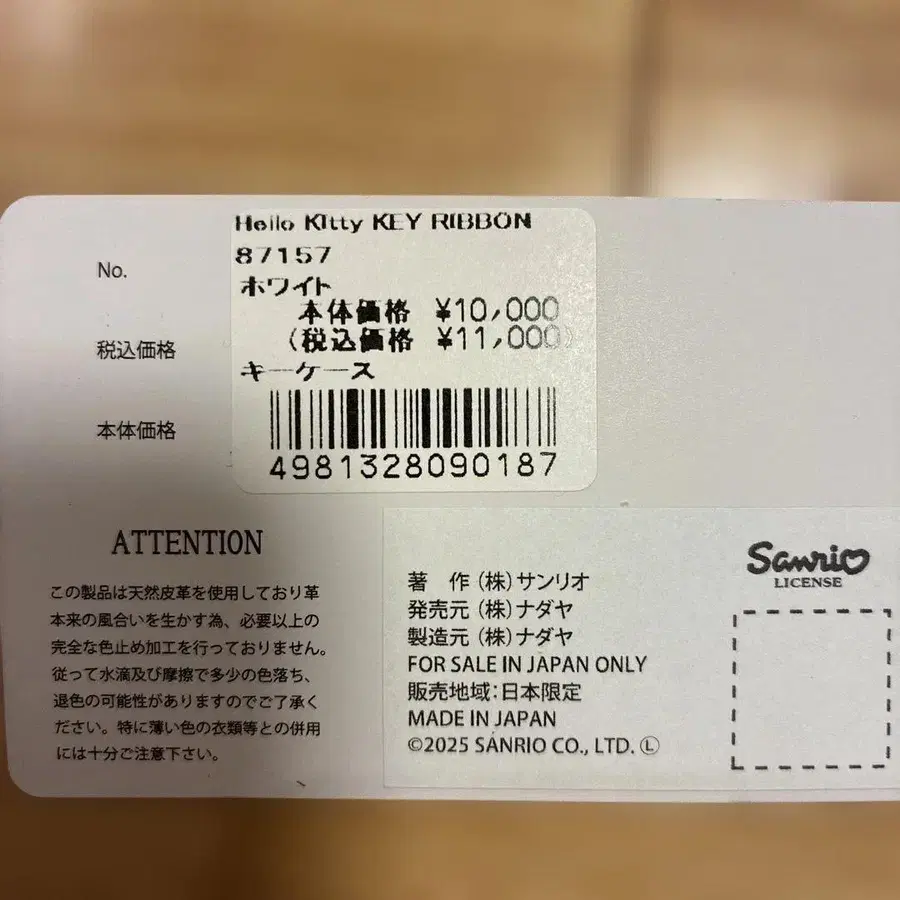 Hello Kitty KEY RIBBON
No.
87157
ホワイト
本体価格 ¥10,000
税込価格
(税込価格 ¥11,000)
キーケース
本体価格
4981328090187
ATTENTION
この製品は天然皮革を使用しており革
本来の風合いを生かす為、必要以上の
完全な色止め加工を行っておりません。
従って水滴及び摩擦で多少の色落ち、
退色の可能性がありますのでご了承く
ださい。特に薄い色の衣類等との併用
には十分ご注意下さい。
Sanrio
LICENSE
著 作(株)サンリオ
発売元(株)ナダヤ
製造元(株)ナダヤ
FOR SALE IN JAPAN ONLY
販売地域:日本限定
MADE IN JAPAN
©2025 SANRIO CO., LTD. Ⓛ